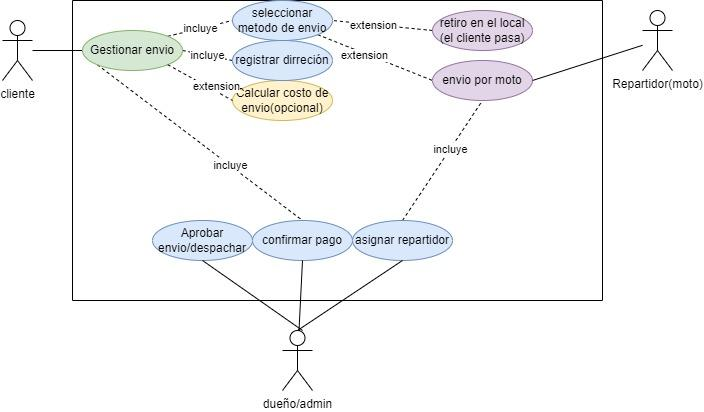 seleccionar
metodo de envio
incluye
extension
retiro en el local
(el cliente pasa)
Gestionar envio
incluye
registrar dirreción
extension
extension
Calcular costo de
envio(opcional)
envio por moto
cliente
Repartidor(moto)
incluye
incluye
Aprobar
envio/despachar
confirmar pago
asignar repartidor
dueño/admin